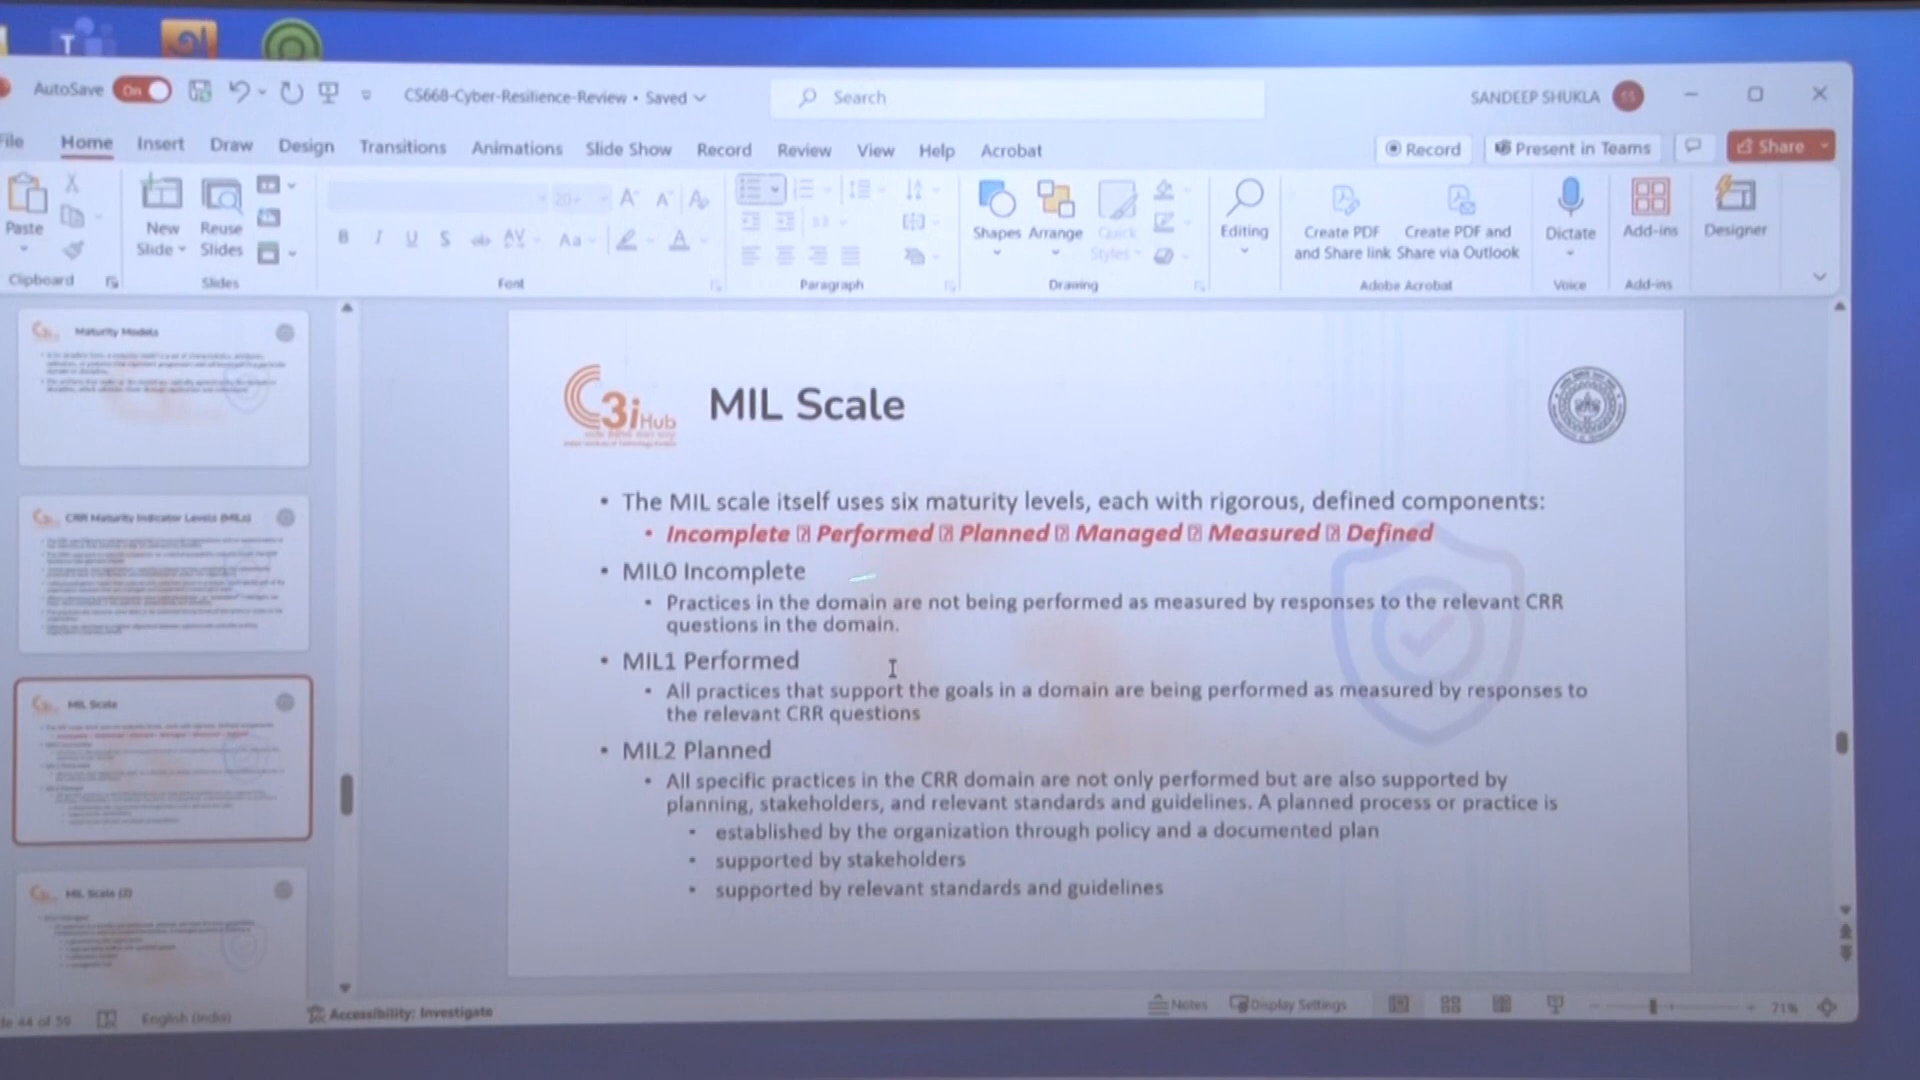 AutoSave On CS668-Cyber-Resilience-Review • Saved Search SANDEEP SHUKLA SS
File Home Insert Draw Design Transitions Animations Slide Show Record Review View Help Acrobat Record Present in Teams Share
Paste New Slide Reuse Slides Shapes Arrange Quick Styles Editing Create PDF and Share link Create PDF and Share via Outlook Dictate Add-ins Designer
Clipboard Slides Font Paragraph Drawing Adobe Acrobat Voice Add-ins
Maturity Models
CRR Maturity Indicator Levels (MILs)
MIL Scale
MIL Scale (2)
C3iHub
MIL Scale
• The MIL scale itself uses six maturity levels, each with rigorous, defined components:
• Incomplete Performed Planned Managed Measured Defined
• MIL0 Incomplete
• Practices in the domain are not being performed as measured by responses to the relevant CRR
questions in the domain.
• MIL1 Performed
• All practices that support the goals in a domain are being performed as measured by responses to
the relevant CRR questions
• MIL2 Planned
• All specific practices in the CRR domain are not only performed but are also supported by
planning, stakeholders, and relevant standards and guidelines. A planned process or practice is
• established by the organization through policy and a documented plan
• supported by stakeholders
• supported by relevant standards and guidelines
44 of 59 English (India) Accessibility: Investigate Notes Display Settings 71%